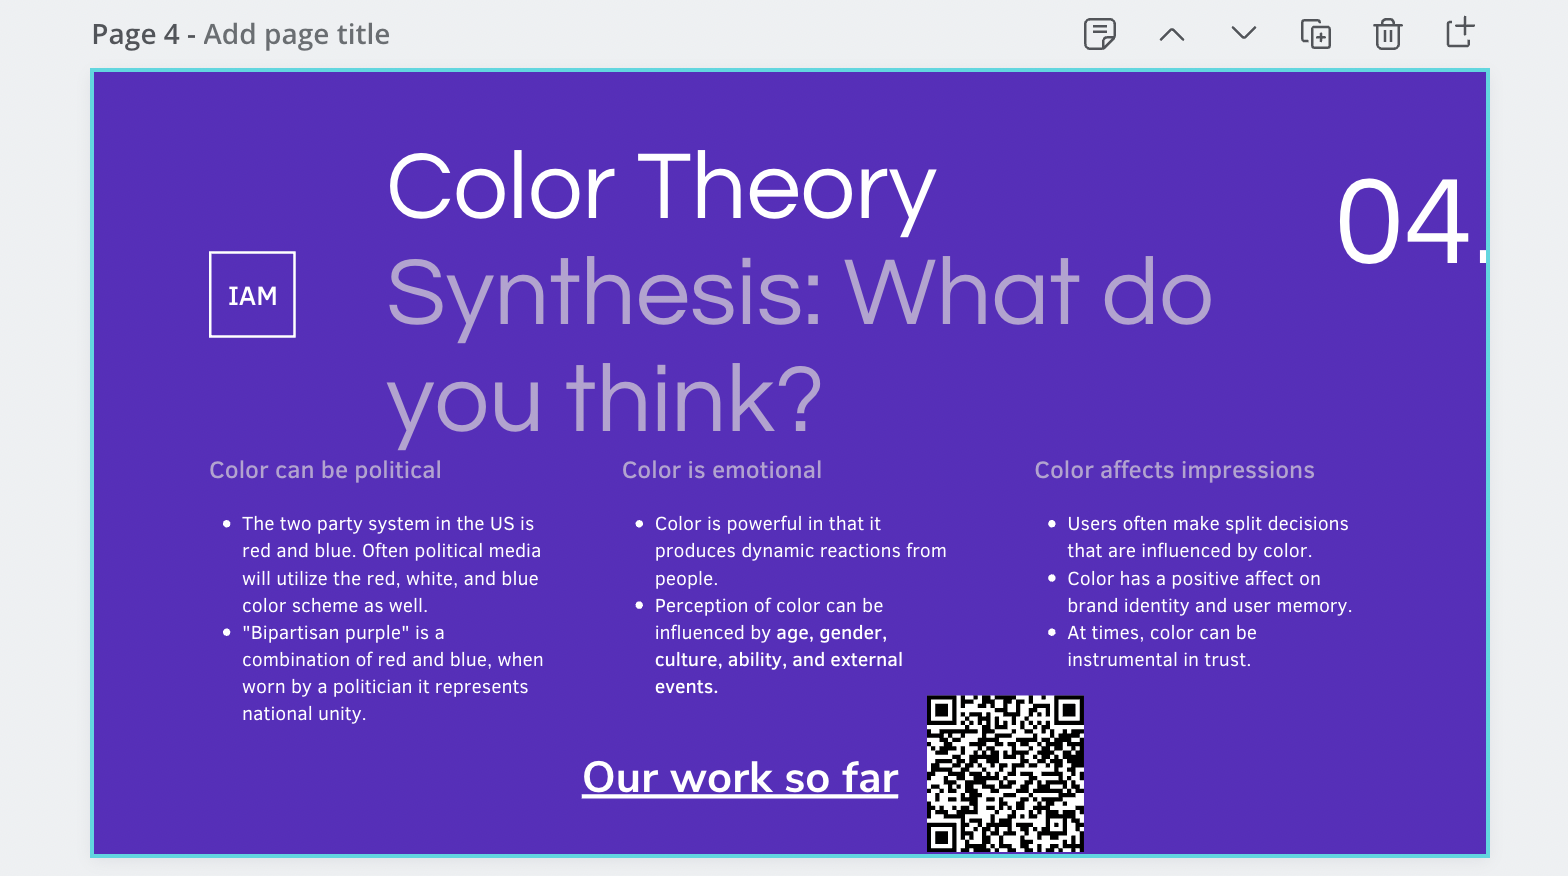 Page 4 - Add page title
Color Theory
04.
Synthesis: What do
you think?
IAM
Color can be political
The two party system in the US is
red and blue. Often political media
will utilize the red, white, and blue
color scheme as well.
"Bipartisan purple" is a
combination of red and blue, when
worn by a politician it represents
national unity.
Color is emotional
Color is powerful in that it
produces dynamic reactions from
people.
Perception of color can be
influenced by age, gender,
culture, ability, and external
events.
Color affects impressions
Users often make split decisions
that are influenced by color.
Color has a positive affect on
brand identity and user memory.
At times, color can be
instrumental in trust.
Our work so far